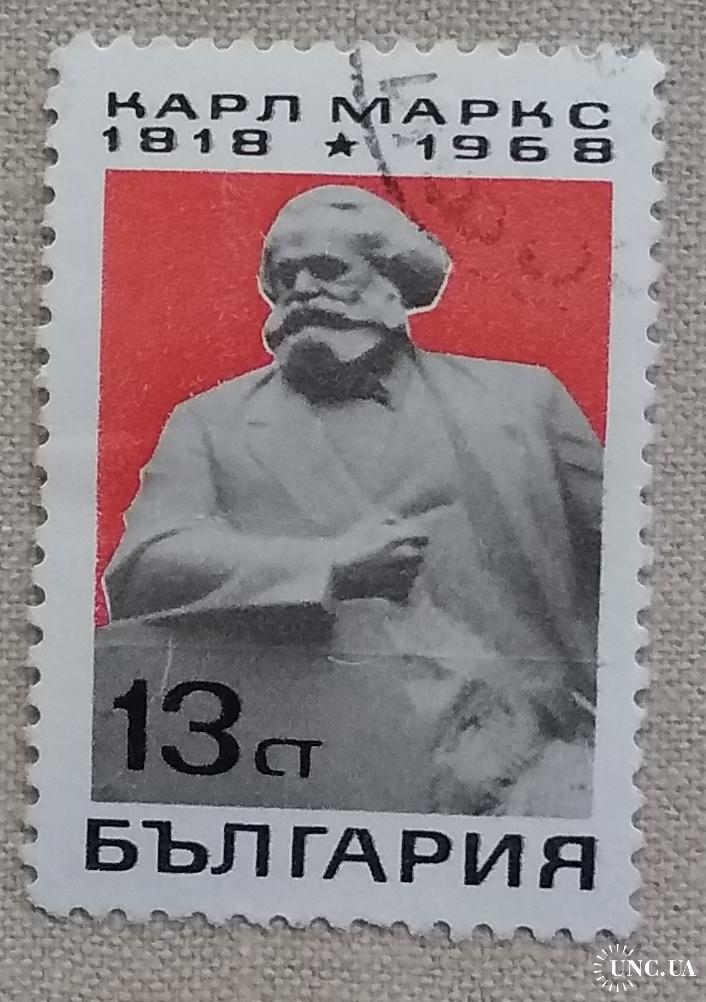 КАРЛ МАРКС
1818 ★ 1968
13 СТ
БЪЛГАРИЯ
UNC.UA